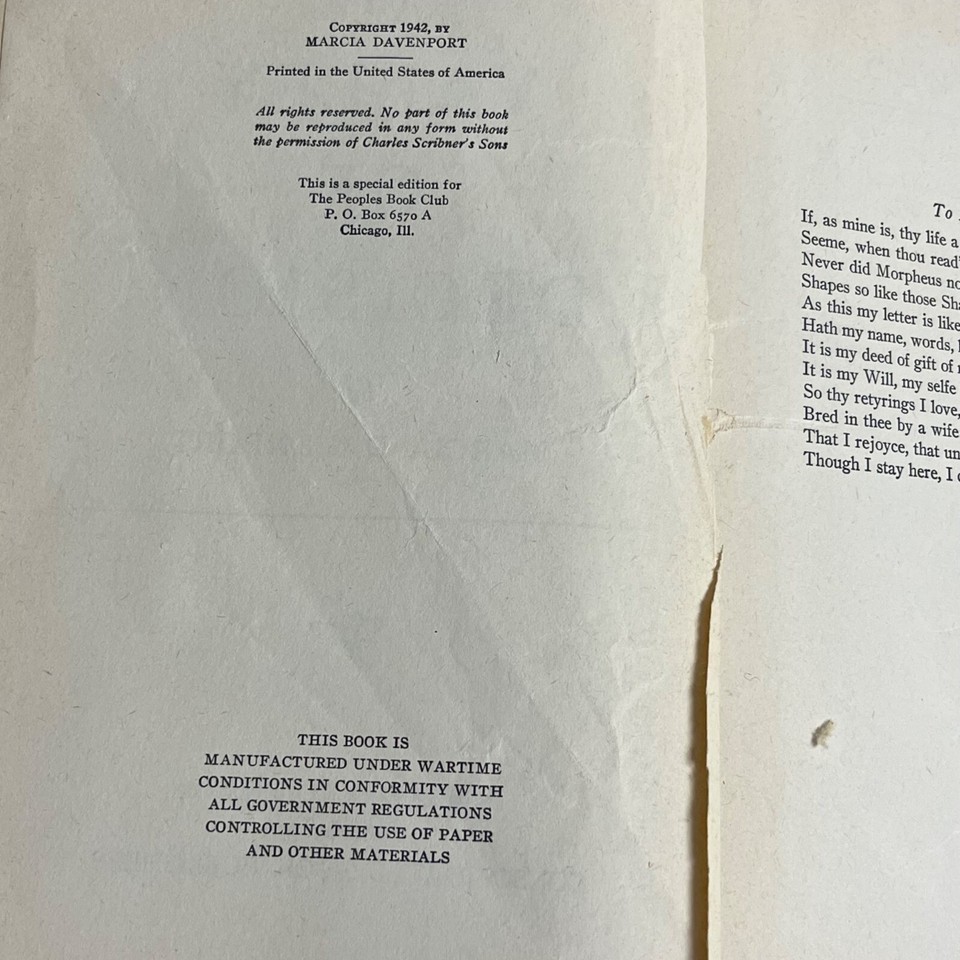 COPYRIGHT 1942, BY
MARCIA DAVENPORT
Printed in the United States of America
All rights reserved. No part of this book
may be reproduced in any form without
the permission of Charles Scribner's Sons
This is a special edition for
The Peoples Book Club
P. O. Box 6570 A
Chicago, Ill.
THIS BOOK IS
MANUFACTURED UNDER WARTIME
CONDITIONS IN CONFORMITY WITH
ALL GOVERNMENT REGULATIONS
CONTROLLING THE USE OF PAPER
AND OTHER MATERIALS
To
If, as mine is, thy life a
Seeme, when thou read
Never did Morpheus
Shapes so like those
As this my letter is like
Hath my name, words,
It is my deed of gift of
It is my Will, my selfe
So thy retyrings I love,
Bred in thee by a wife
That I rejoyce, that
Though I stay here, I